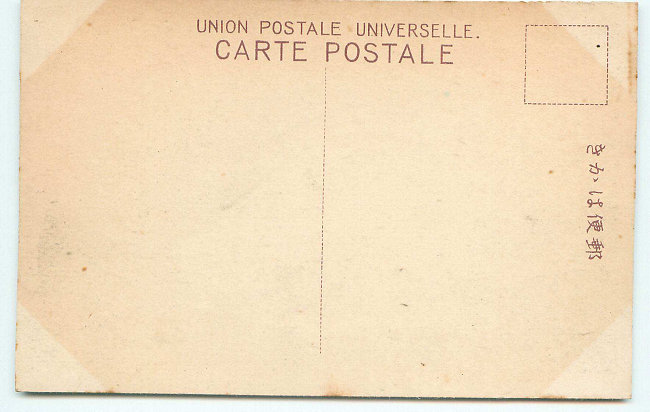 UNION POSTALE UNIVERSELLE.
CARTE POSTALE
きかは便郵